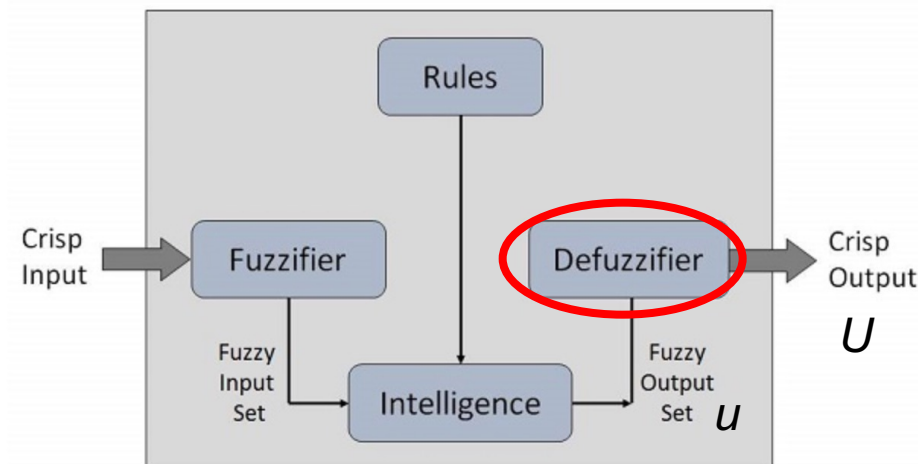 Rules
Crisp
Input
Fuzzifier
Defuzzifier
Crisp
Output
U
Fuzzy
Input
Set
Intelligence
Fuzzy
Output
Set
u